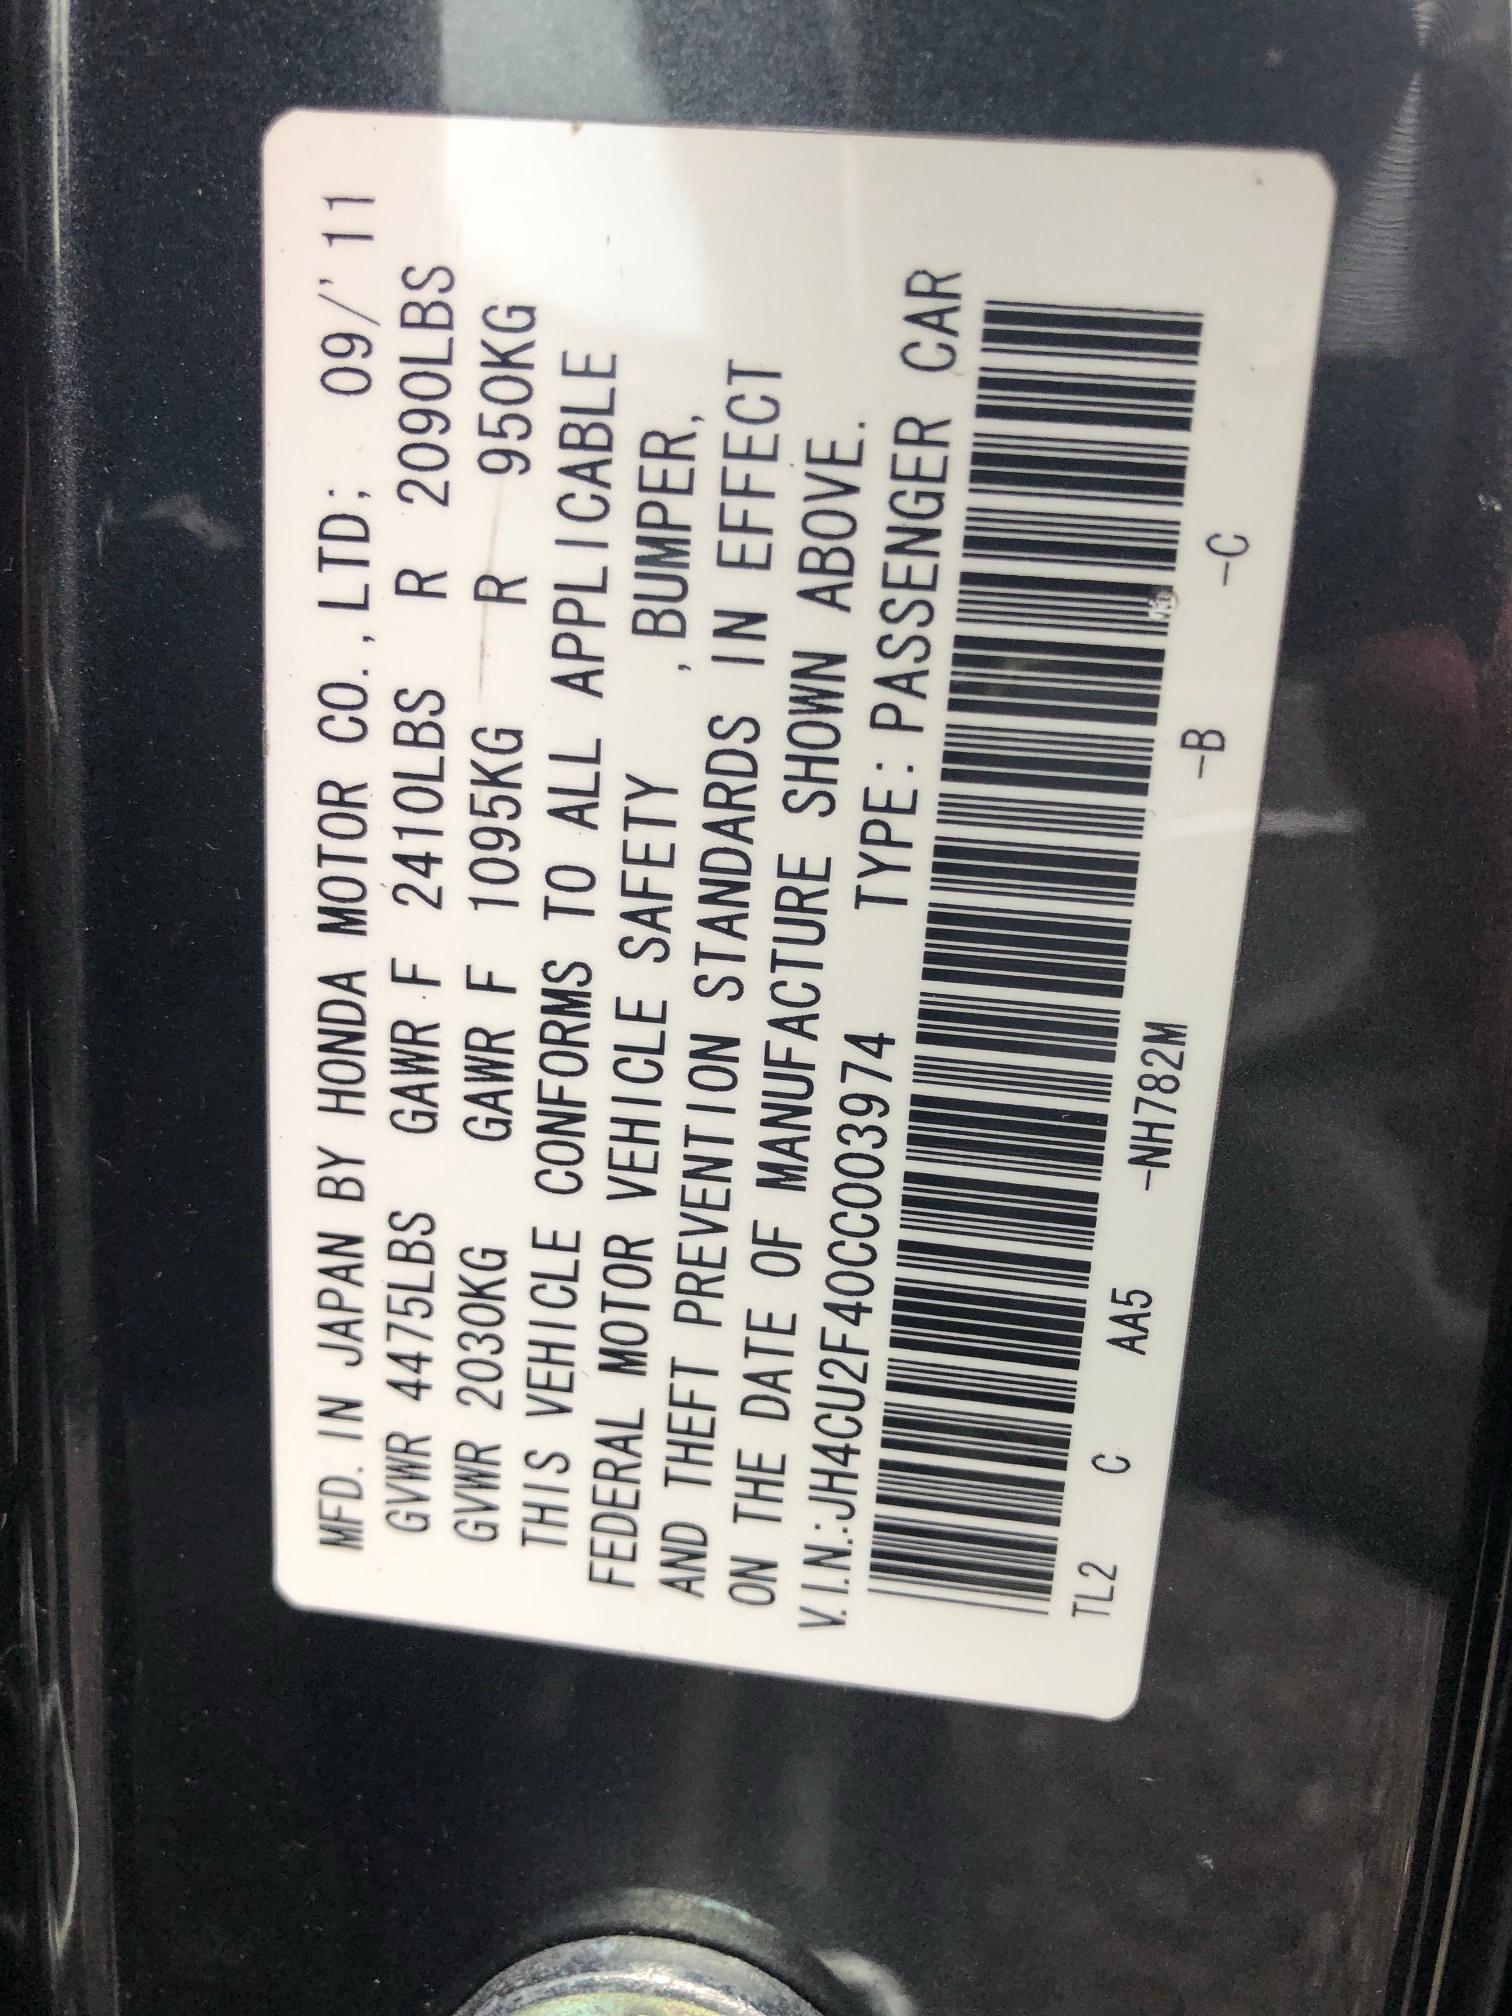 MFD. IN JAPAN BY HONDA MOTOR CO., LTD; 09/'11
GVWR 4475LBS GAWR F 2410LBS R 2090LBS
GVWR 2030KG GAWR F 1095KG R 950KG
THIS VEHICLE CONFORMS TO ALL APPLICABLE
FEDERAL MOTOR VEHICLE SAFETY , BUMPER,
AND THEFT PREVENTION STANDARDS IN EFFECT
ON THE DATE OF MANUFACTURE SHOWN ABOVE.
V.I.N.:JH4CU2F40CC003974 TYPE: PASSENGER CAR
TL2 C AA5 -NH782M -B -C